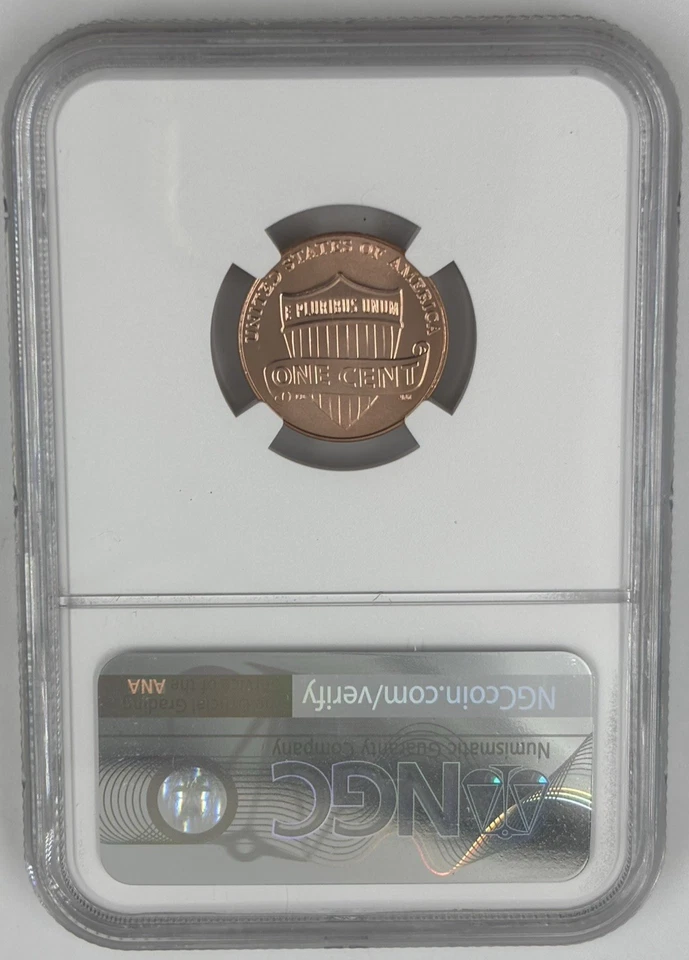 UNITED STATES OF AMERICA
E PLURIBUS UNUM
ONE CENT
NGCcoin.com/verify
ANA
Numismatic Guaranty Company
NGC